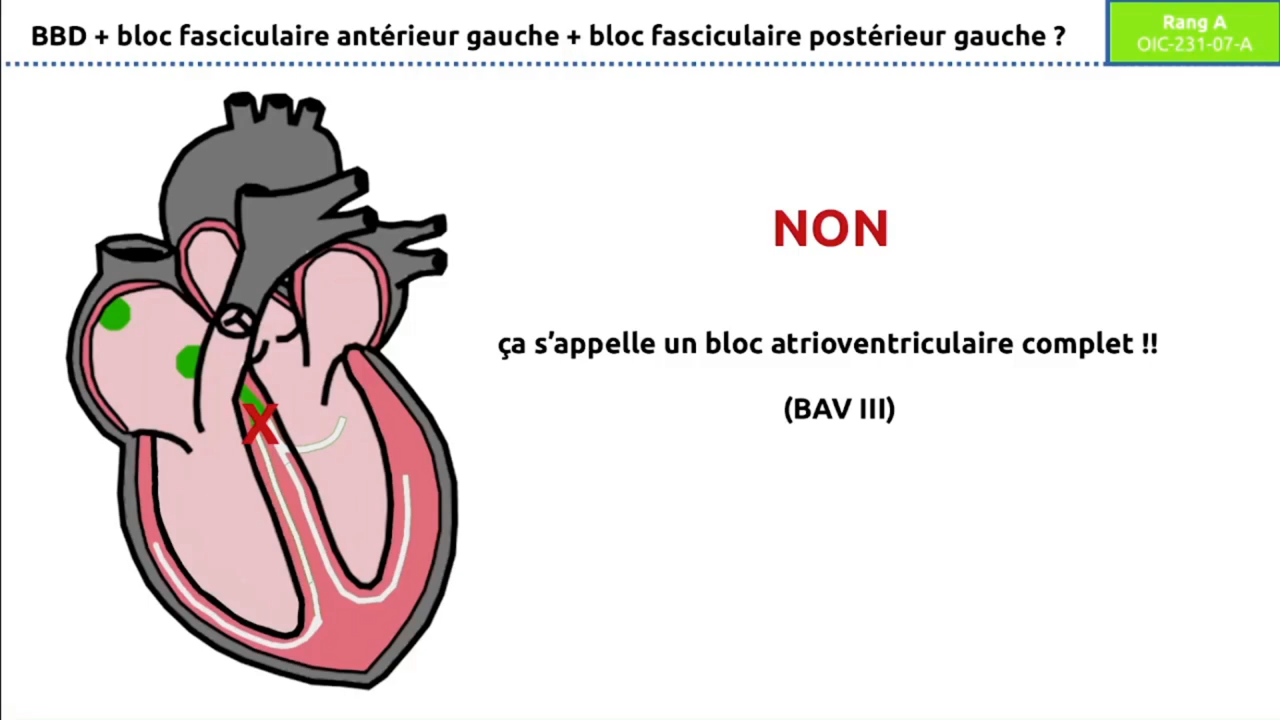 BBD + bloc fasciculaire antérieur gauche + bloc fasciculaire postérieur gauche ?
Rang A
OIC-231-07-A
NON
ça s'appelle un bloc atrioventriculaire complet !!
(BAV III)
X